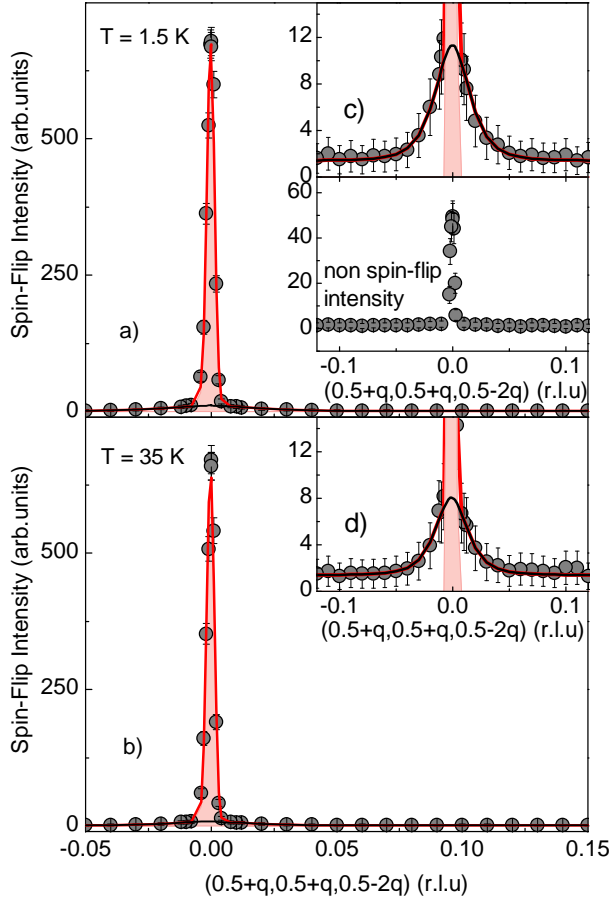 T = 1.5 K
Spin-Flip Intensity (arb.units)
500
250
0
a)
12
8
4
0
c)
60
40
20
0
non spin-flip
intensity
-0.1
0.0
0.1
(0.5+q,0.5+q,0.5-2q) (r.l.u)
T = 35 K
Spin-Flip Intensity (arb.units)
500
250
0
b)
12
8
4
0
d)
-0.1
0.0
0.1
(0.5+q,0.5+q,0.5-2q) (r.l.u)
-0.05
0.00
0.05
0.10
0.15
(0.5+q,0.5+q,0.5-2q) (r.l.u)